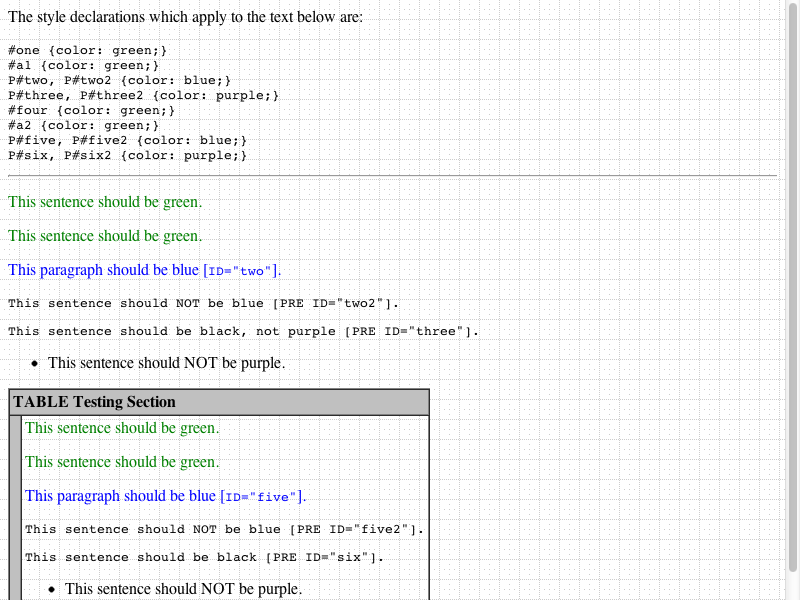 The style declarations which apply to the text below are:
#one {color: green;}
#a1 {color: green;}
P#two, P#two2 {color: blue;}
P#three, P#three2 {color: purple;}
#four {color: green;}
#a2 {color: green;}
P#five, P#five2 {color: blue;}
P#six, P#six2 {color: purple;}
This sentence should be green.
This sentence should be green.
This paragraph should be blue [ID="two"].
This sentence should NOT be blue [PRE ID="two2"].
This sentence should be black, not purple [PRE ID="three"].
• This sentence should NOT be purple.
TABLE Testing Section
This sentence should be green.
This sentence should be green.
This paragraph should be blue [ID="five"].
This sentence should NOT be blue [PRE ID="five2"].
This sentence should be black [PRE ID="six"].
• This sentence should NOT be purple.